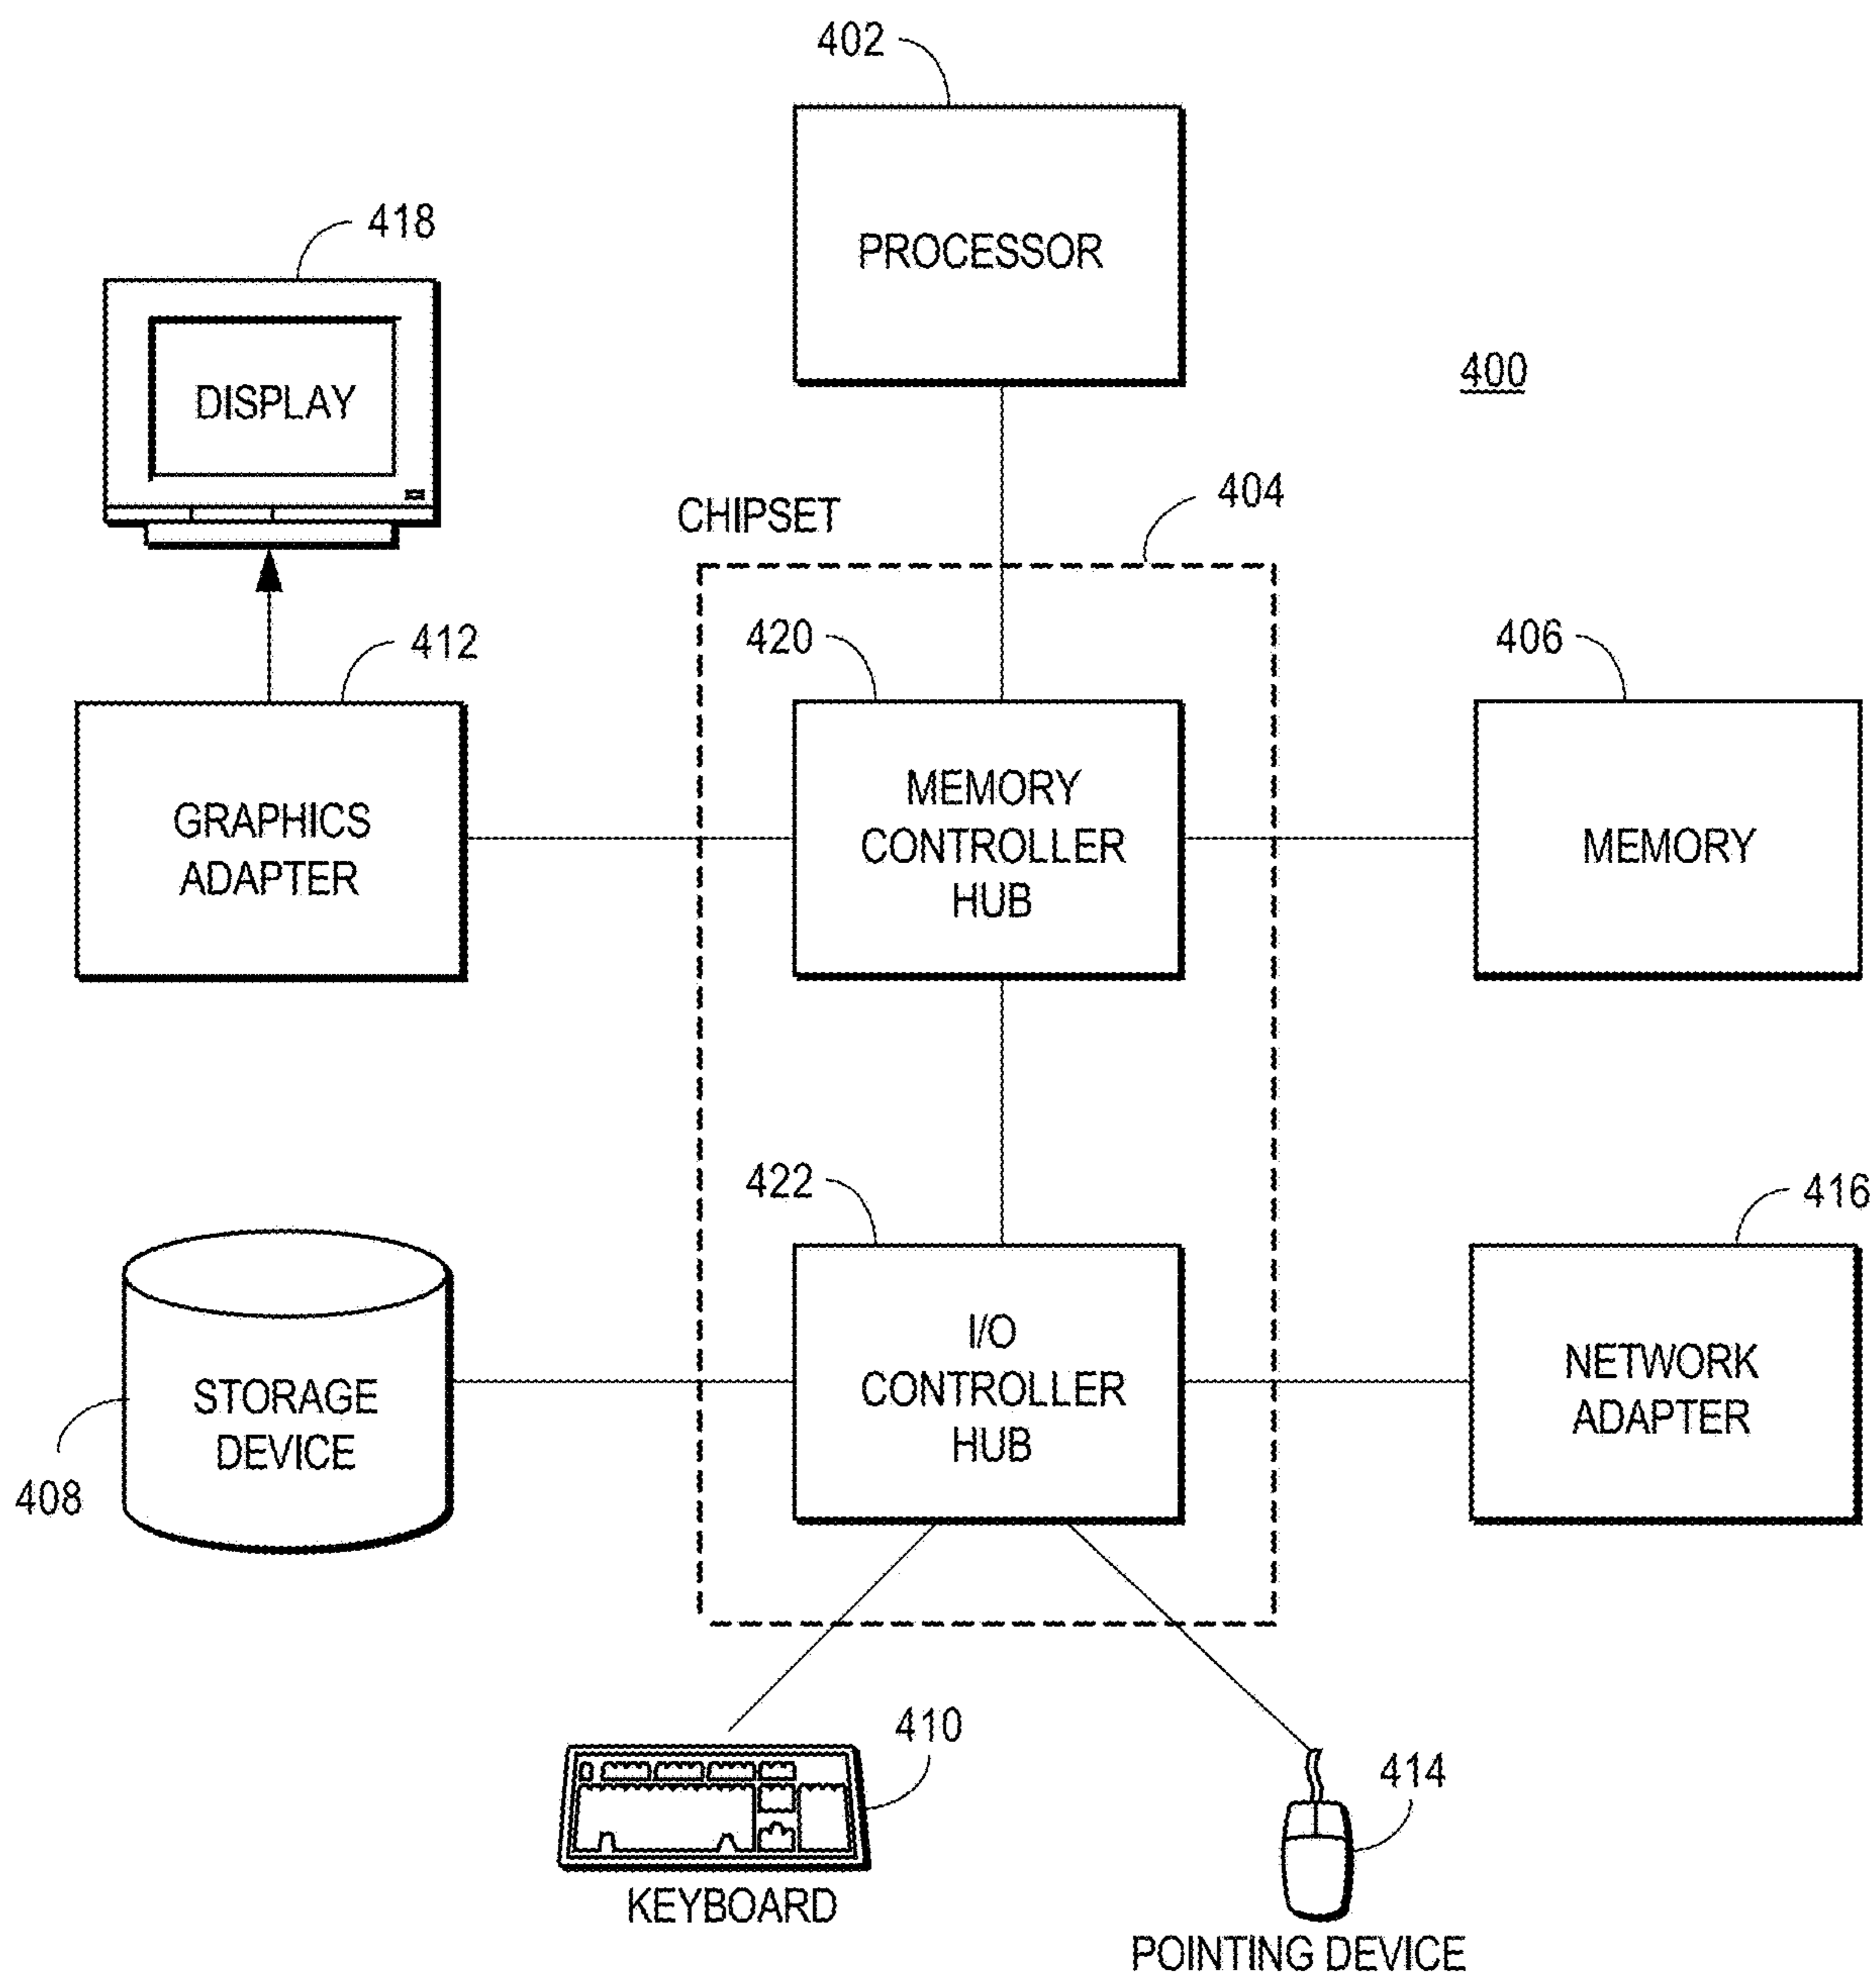 402
PROCESSOR
418
DISPLAY
400
CHIPSET
404
412
420
406
GRAPHICS
ADAPTER
MEMORY
CONTROLLER
HUB
MEMORY
422
416
STORAGE
DEVICE
408
I/O
CONTROLLER
HUB
NETWORK
ADAPTER
410
KEYBOARD
414
POINTING DEVICE